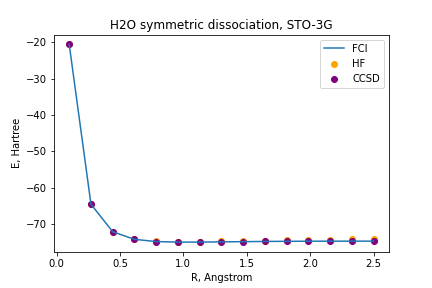 H2O symmetric dissociation, STO-3G
FCI
HF
CCSD
E, Hartree
−20
−30
−40
−50
−60
−70
0.0
0.5
1.0
1.5
2.0
2.5
R, Angstrom